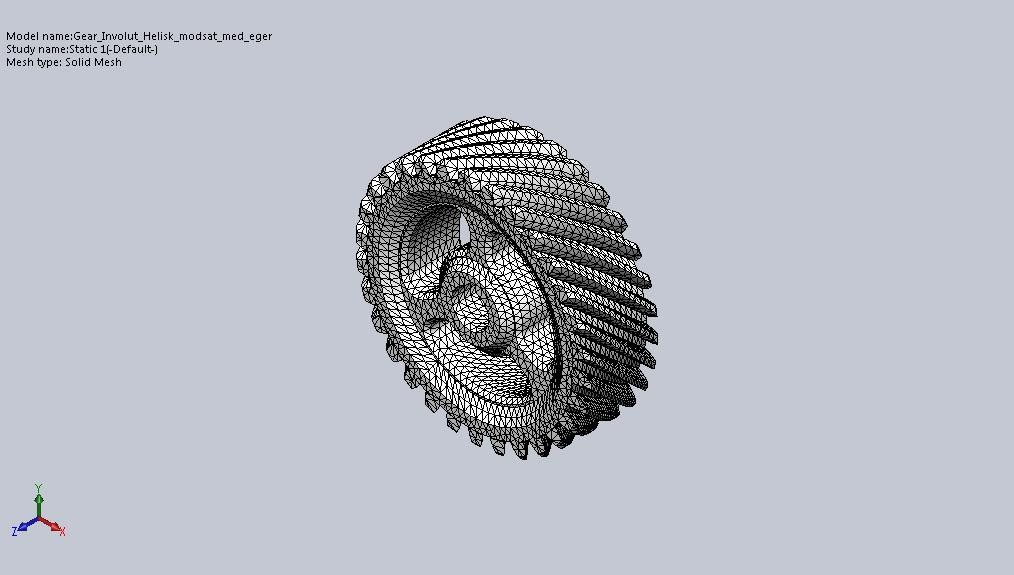 Model name:Gear_Involut_Helisk_modsat_med_eger
Study name:Static 1(-Default-)
Mesh type: Solid Mesh
Y
Z
X